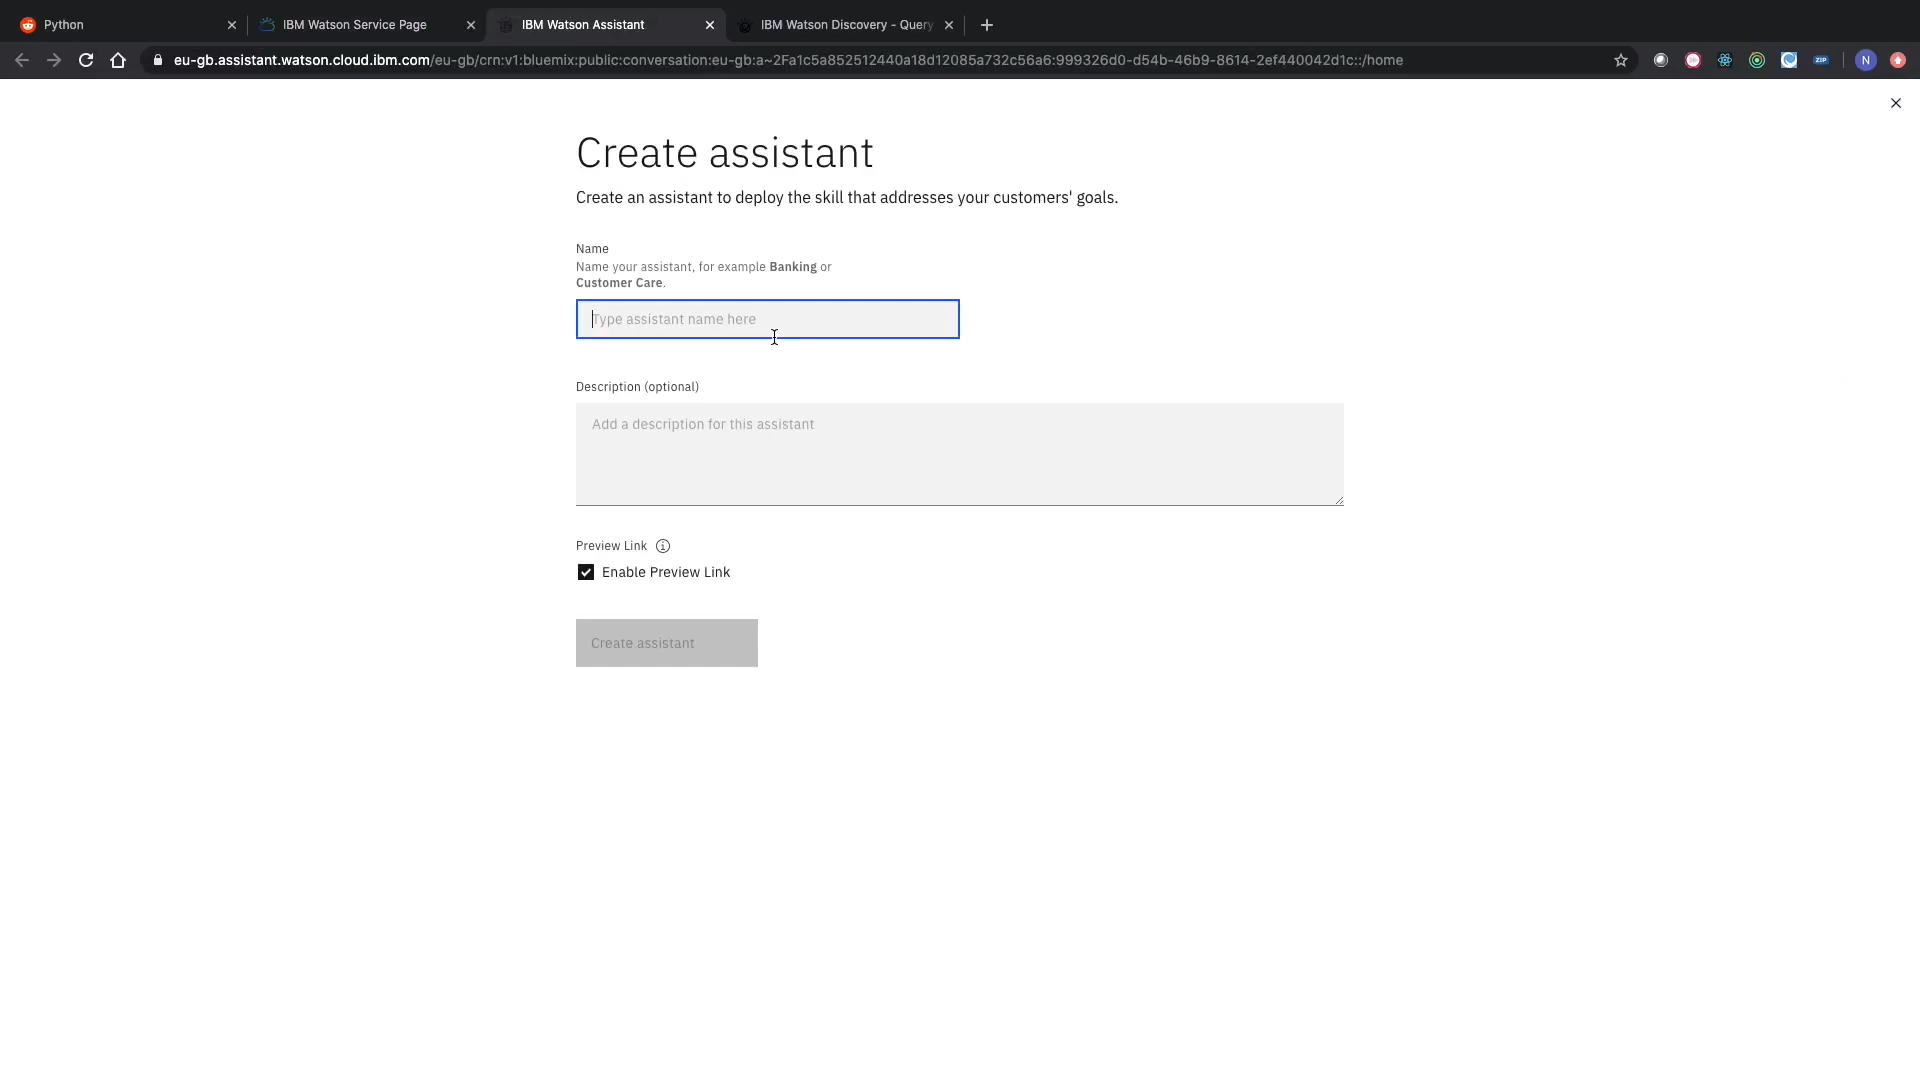 Python
IBM Watson Service Page
IBM Watson Assistant
IBM Watson Discovery - Query
eu-gb.assistant.watson.cloud.ibm.com/eu-gb/crn:v1:bluemix:public:conversation:eu-gb:a~2Fa1c5a852512440a18d12085a732c56a6:999326d0-d54b-46b9-8614-2ef440042d1c::/home
ZIP
N
Create assistant
Create an assistant to deploy the skill that addresses your customers' goals.
Name
Name your assistant, for example Banking or
Customer Care.
Type assistant name here
Description (optional)
Add a description for this assistant
Preview Link
Enable Preview Link
Create assistant